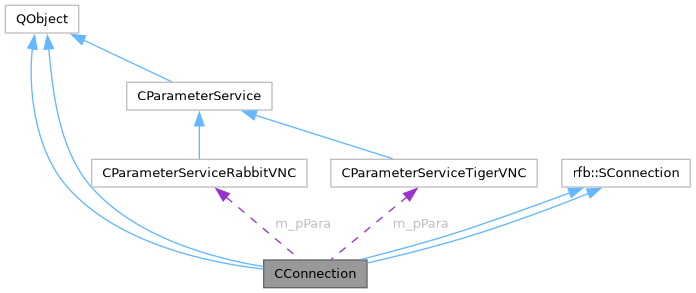 QObject
CParameterService
CParameterServiceRabbitVNC
CParameterServiceTigerVNC
rfb::SConnection
m_pPara
m_pPara
CConnection